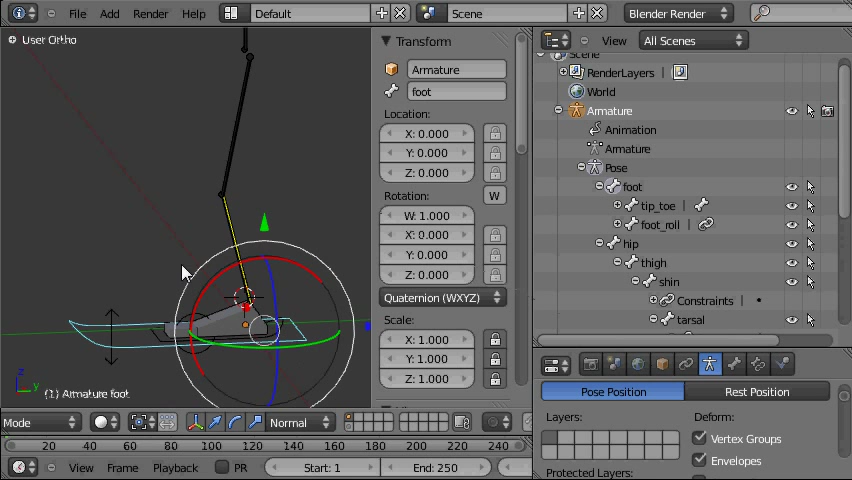 File Add Render Help Default Scene Blender Render
User Ortho
Transform
Armature
foot
Location:
X: 0.000
Y: 0.000
Z: 0.000
Rotation:
W
W: 1.000
X: 0.000
Y: 0.000
Z: 0.000
Quaternion (WXYZ)
Scale:
X: 1.000
Y: 1.000
Z: 1.000
z
y
(1) Armature foot
Mode Normal
20 40 60 80 100 120 140 160 180 200 220 240
View Frame Playback PR Start: 1 End: 250
View All Scenes
Scene
RenderLayers
World
Armature
Animation
Armature
Pose
foot
tip_toe
foot_roll
hip
thigh
shin
Constraints
tarsal
Pose Position Rest Position
Layers: Deform:
Vertex Groups
Envelopes
Protected Layers: